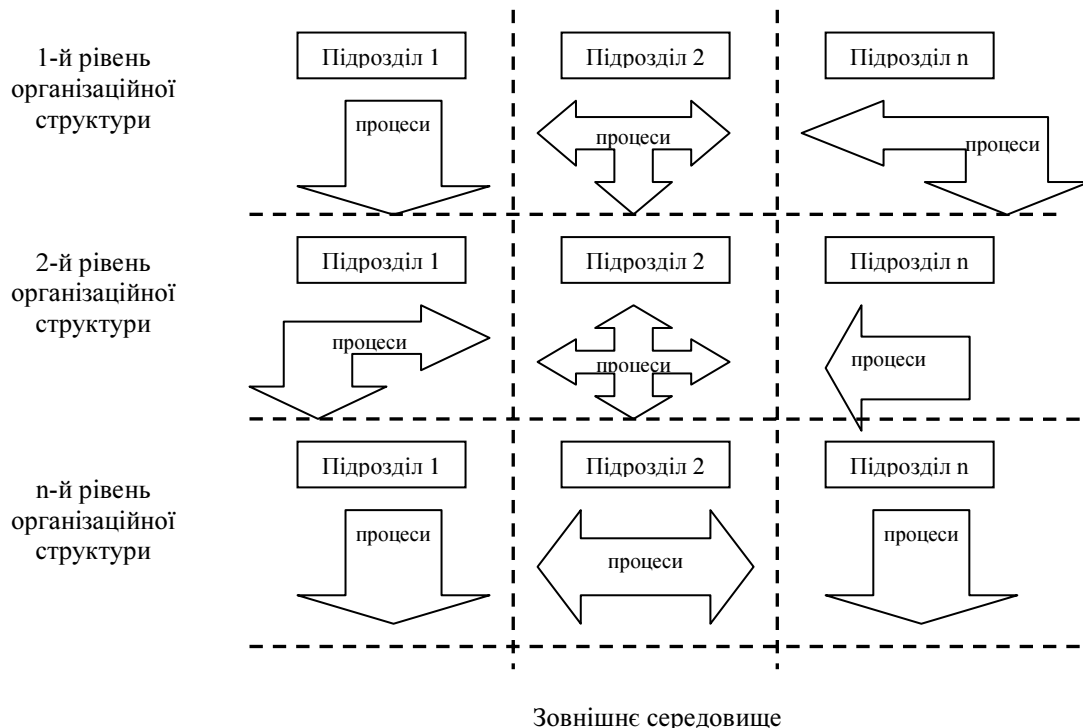 1-й рівень
організаційної
структури
Підрозділ 1
Підрозділ 2
Підрозділ n
процеси
процеси
процеси
2-й рівень
організаційної
структури
Підрозділ 1
Підрозділ 2
Підрозділ n
процеси
процеси
процеси
n-й рівень
організаційної
структури
Підрозділ 1
Підрозділ 2
Підрозділ n
процеси
процеси
процеси
Зовнішнє середовище